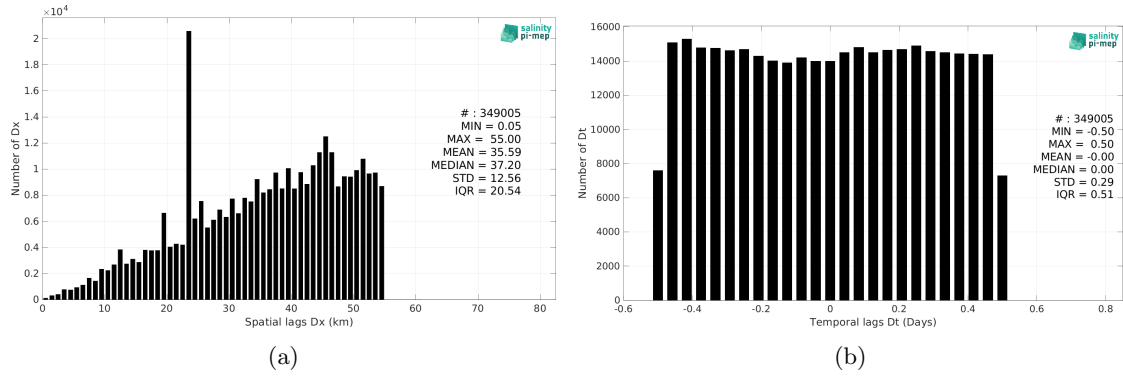 ×10⁴
2
1.8
1.6
1.4
1.2
1
0.8
0.6
0.4
0.2
0
Number of Dx
salinity
pi-mep
# : 349005
MIN = 0.05
MAX = 55.00
MEAN = 35.59
MEDIAN = 37.20
STD = 12.56
IQR = 20.54
0 10 20 30 40 50 60 70 80
Spatial lags Dx (km)
(a)
16000
14000
12000
10000
8000
6000
4000
2000
0
Number of Dt
salinity
pi-mep
# : 349005
MIN = -0.50
MAX = 0.50
MEAN = -0.00
MEDIAN = 0.00
STD = 0.29
IQR = 0.51
-0.6 -0.4 -0.2 0 0.2 0.4 0.6 0.8
Temporal lags Dt (Days)
(b)